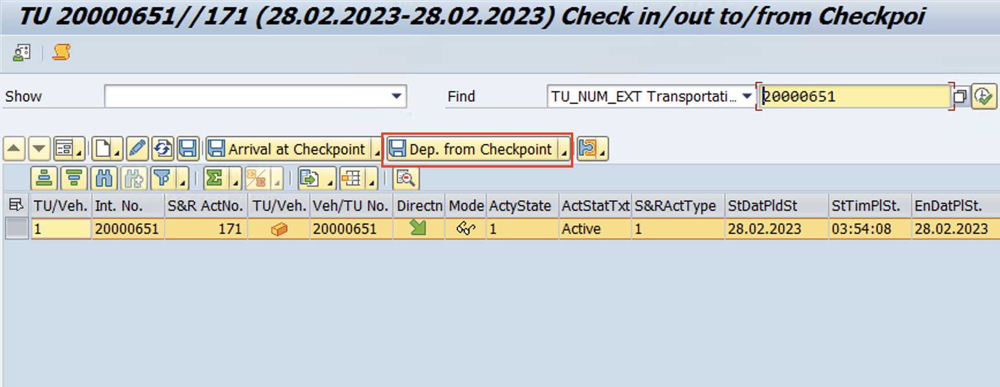 TU 20000651//171 (28.02.2023-28.02.2023) Check in/out to/from Checkpoi
Show Find TU_NUM_EXT Transportati... 20000651
Arrival at Checkpoint Dep. from Checkpoint
TU/Veh. Int. No. S&R ActNo. TU/Veh. Veh/TU No. Directn Mode ActyState ActStatTxt S&RActType StDatPldSt StTimPlSt. EnDatPlSt.
1 20000651 171 20000651 1 Active 1 28.02.2023 03:54:08 28.02.2023